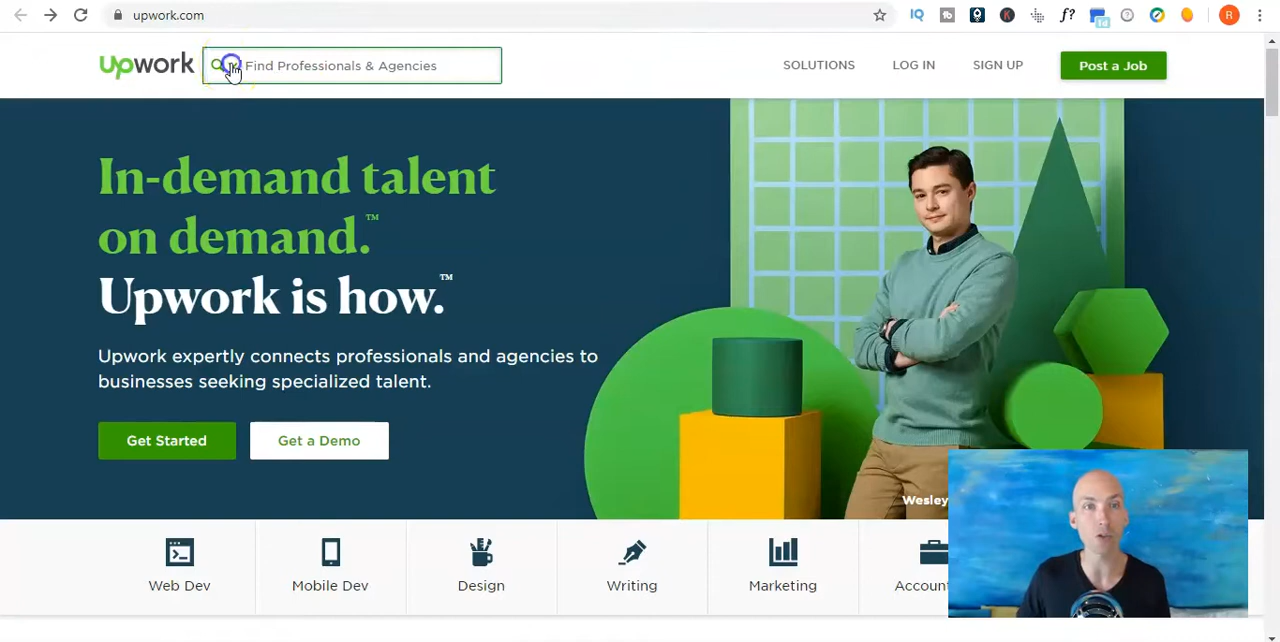 upwork.com
upwork
Find Professionals & Agencies
SOLUTIONS
LOG IN
SIGN UP
Post a Job
In-demand talent
on demand.™
Upwork is how.™
Upwork expertly connects professionals and agencies to
businesses seeking specialized talent.
Get Started
Get a Demo
Wesley
Web Dev
Mobile Dev
Design
Writing
Marketing
Account